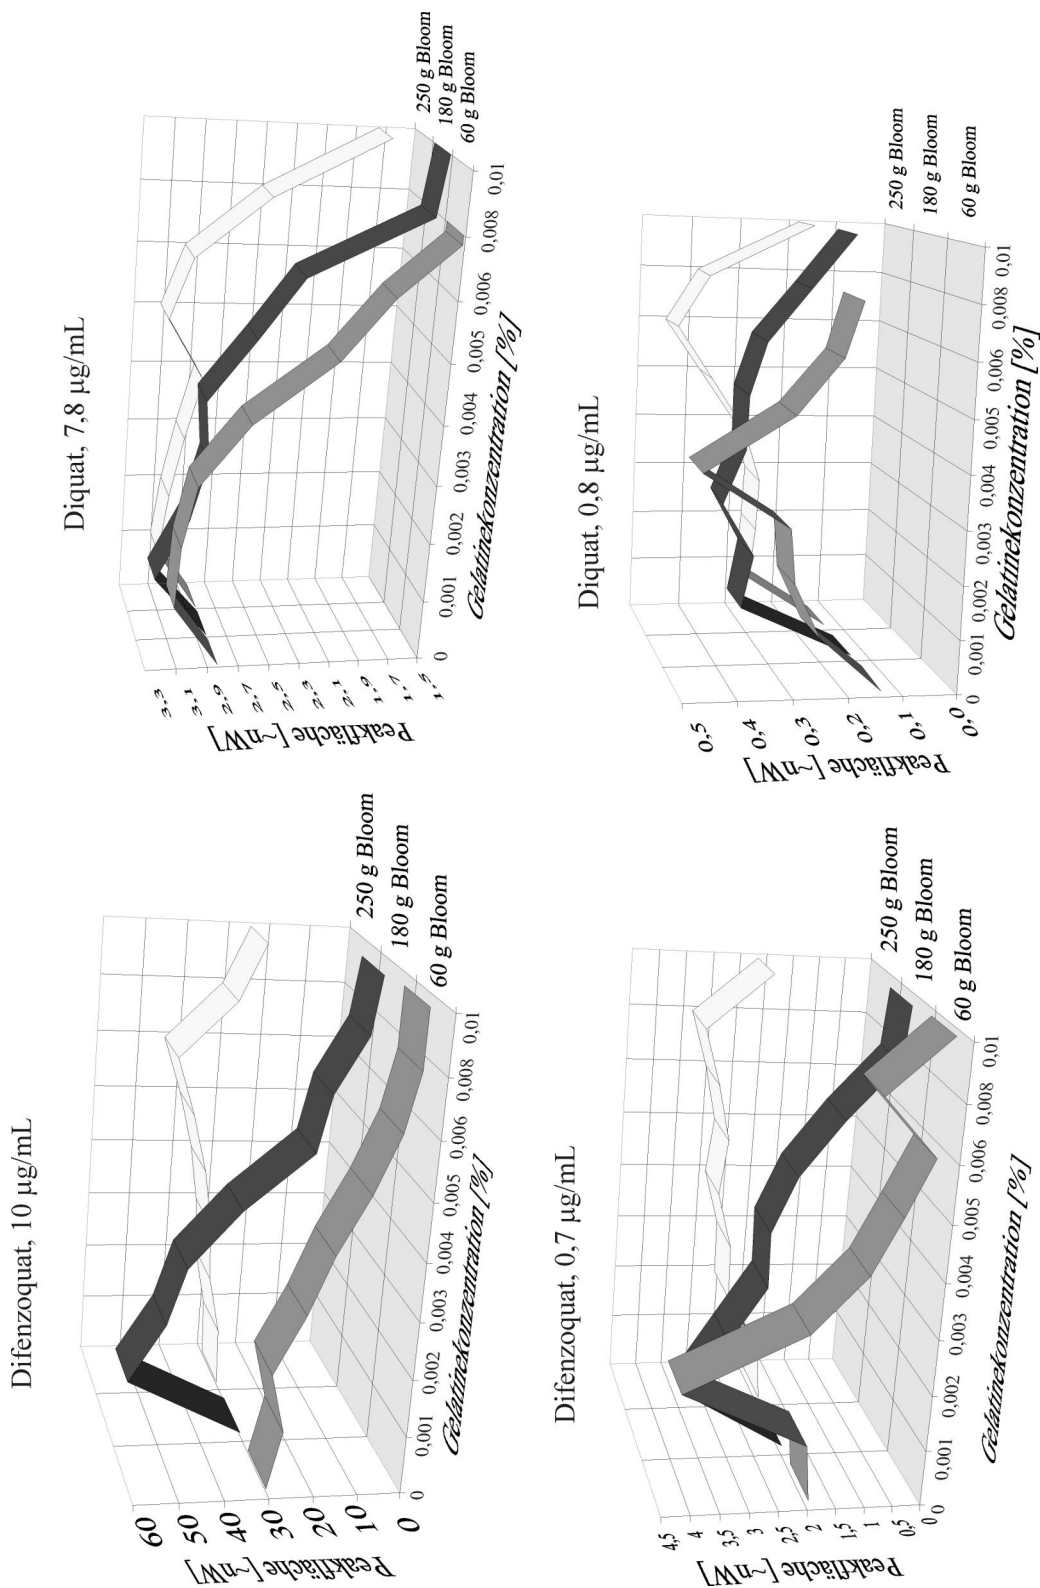 Difenzoquat, 10 µg/mL
Peakfläche [~nW]
60
50
40
30
20
10
0
0
0,001
0,002
0,003
0,004
0,005
0,006
0,008
0,01
Gelatinekonzentration [%]
250 g Bloom
180 g Bloom
60 g Bloom
Diquat, 7,8 µg/mL
Peakfläche [~nW]
3,3
3,1
2,9
2,7
2,5
2,3
2,1
1,9
1,7
1,5
0
0,001
0,002
0,003
0,004
0,005
0,006
0,008
0,01
Gelatinekonzentration [%]
250 g Bloom
180 g Bloom
60 g Bloom
Difenzoquat, 0,7 µg/mL
Peakfläche [~nW]
4,5
4
3,5
3
2,5
2
1,5
1
0,5
0
0
0,001
0,002
0,003
0,004
0,005
0,006
0,008
0,01
Gelatinekonzentration [%]
250 g Bloom
180 g Bloom
60 g Bloom
Diquat, 0,8 µg/mL
Peakfläche [~nW]
0,5
0,4
0,3
0,2
0,1
0,0
0
0,001
0,002
0,003
0,004
0,005
0,006
0,008
0,01
Gelatinekonzentration [%]
250 g Bloom
180 g Bloom
60 g Bloom